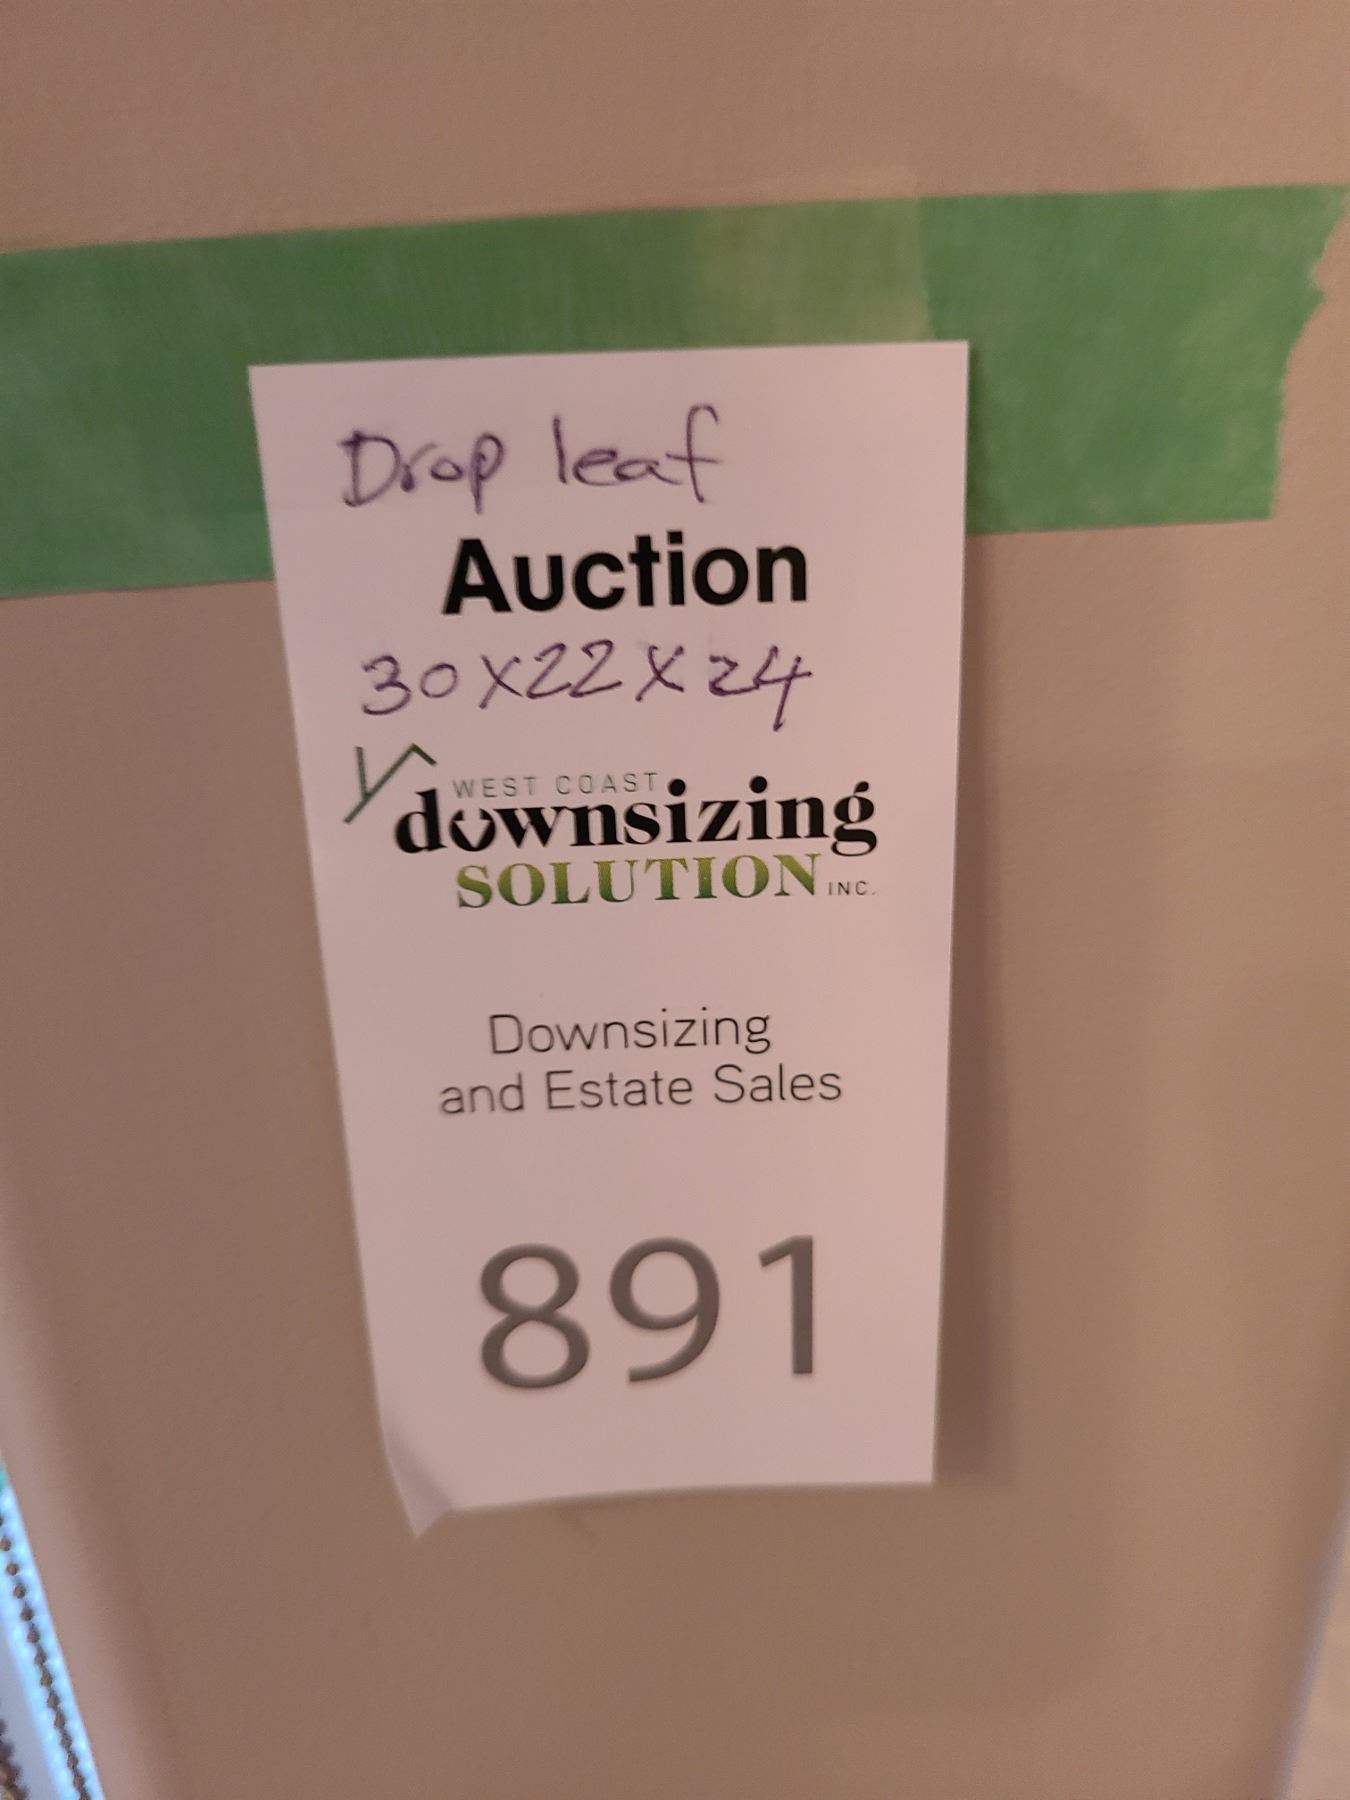 Drop leaf
Auction
30x22x24
WEST COAST
downsizing
SOLUTION INC.
Downsizing
and Estate Sales
891